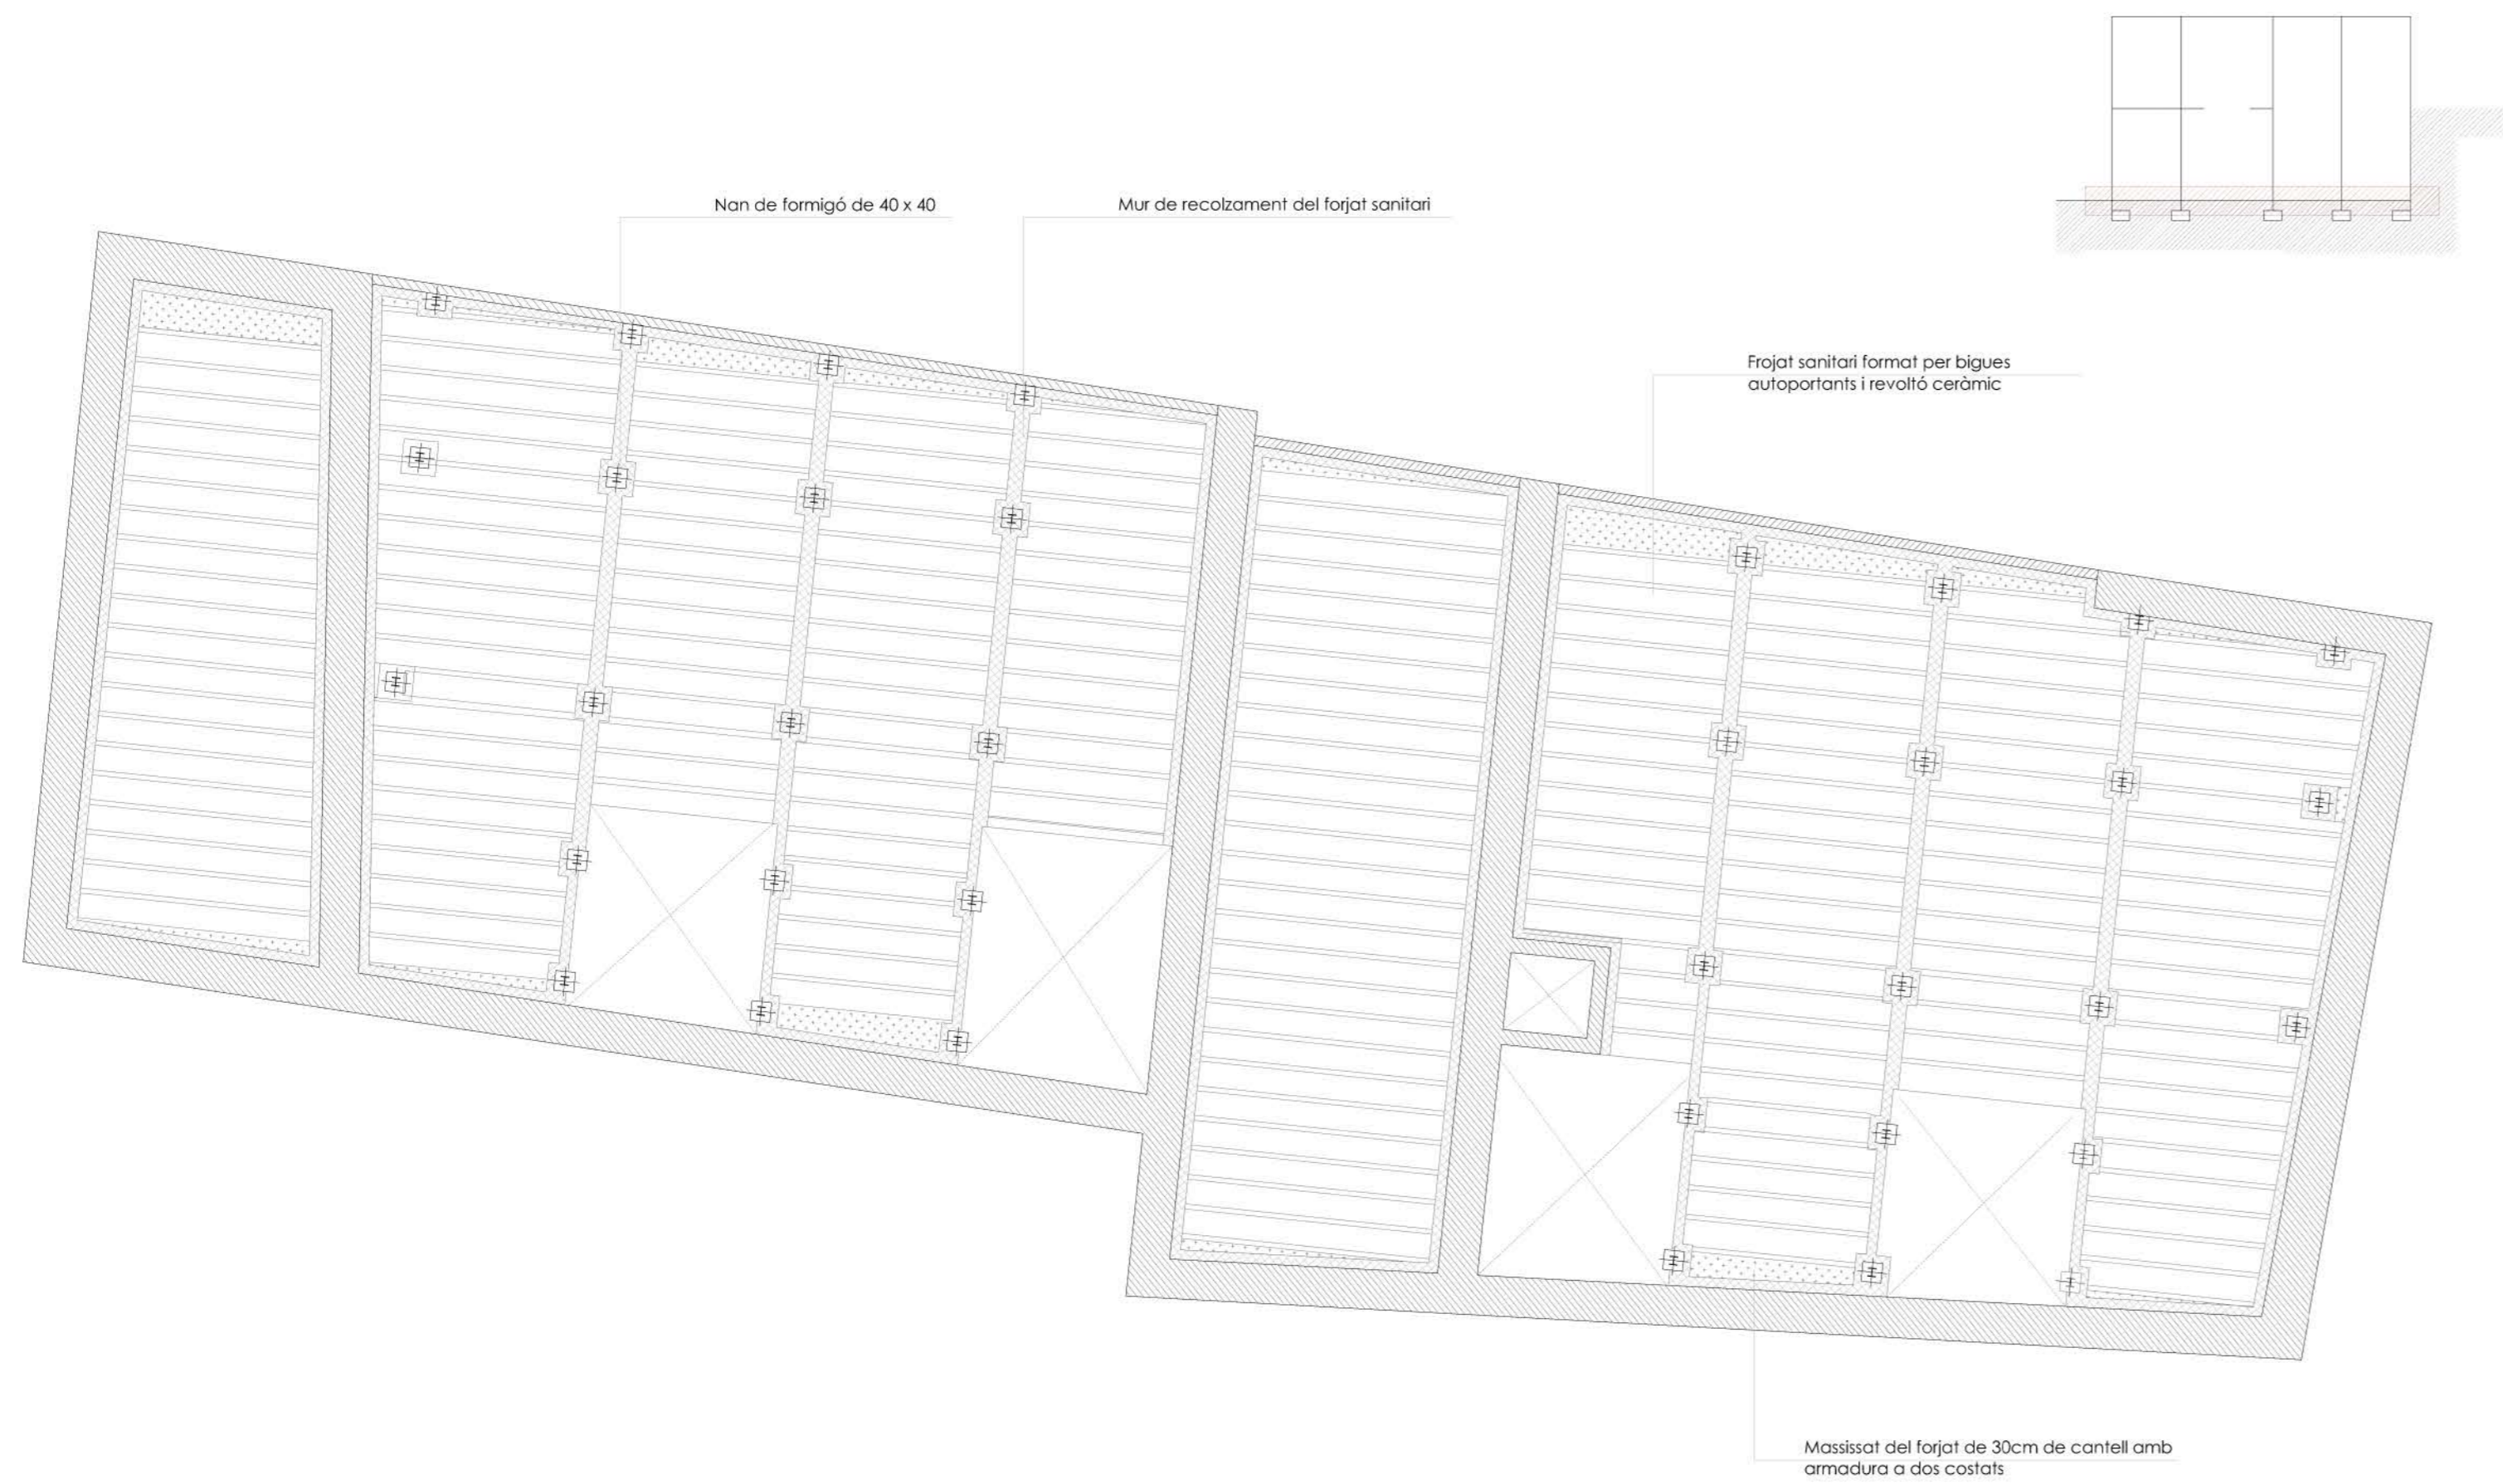 Nan de formigó de 40 x 40
Mur de recolzament del forjat sanitari
Frojat sanitari format per bigues
autoportants i revoltó ceràmic
Massissat del forjat de 30cm de cantell amb
armadura a dos costats